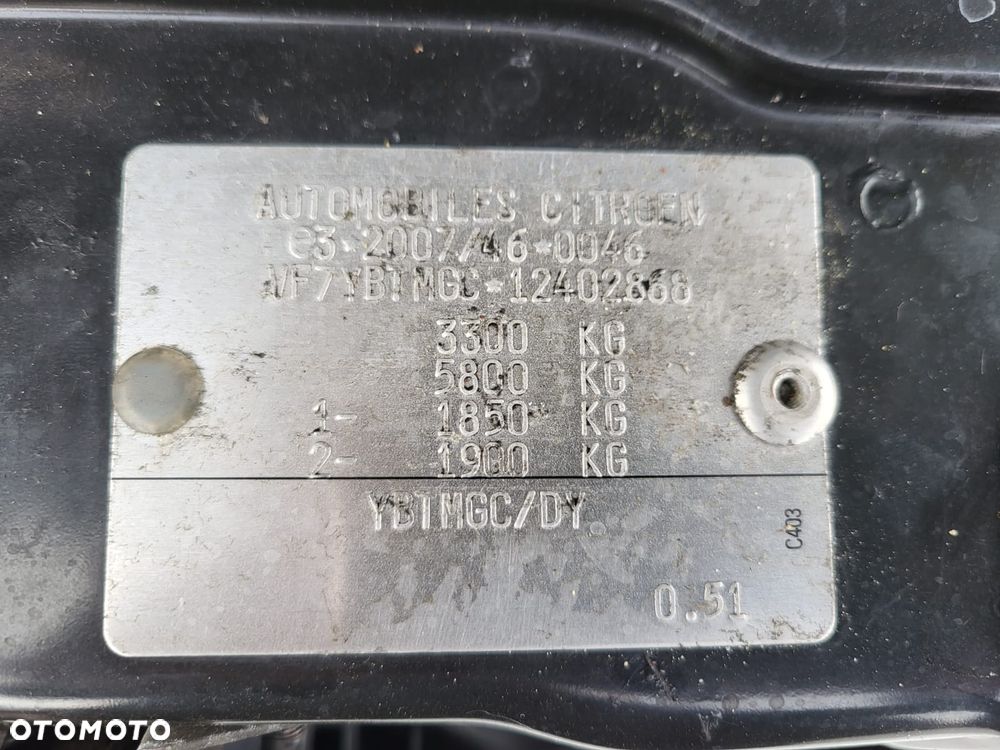 AUTOMOBILES CITROEN
e3*2007/46*0046
VF7YBTMGC*12402868
3300 KG
5800 KG
1- 1850 KG
2- 1900 KG
YBTMGC/DY
C403
0.51
OTOMOTO